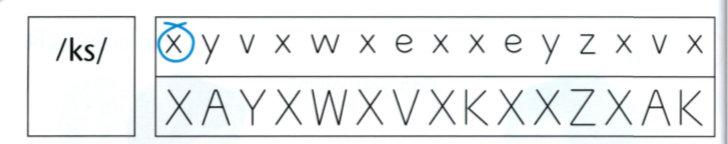 /ks/
x y v x w x e x x e y z x v x
X A Y X W X V X K X X Z X A K